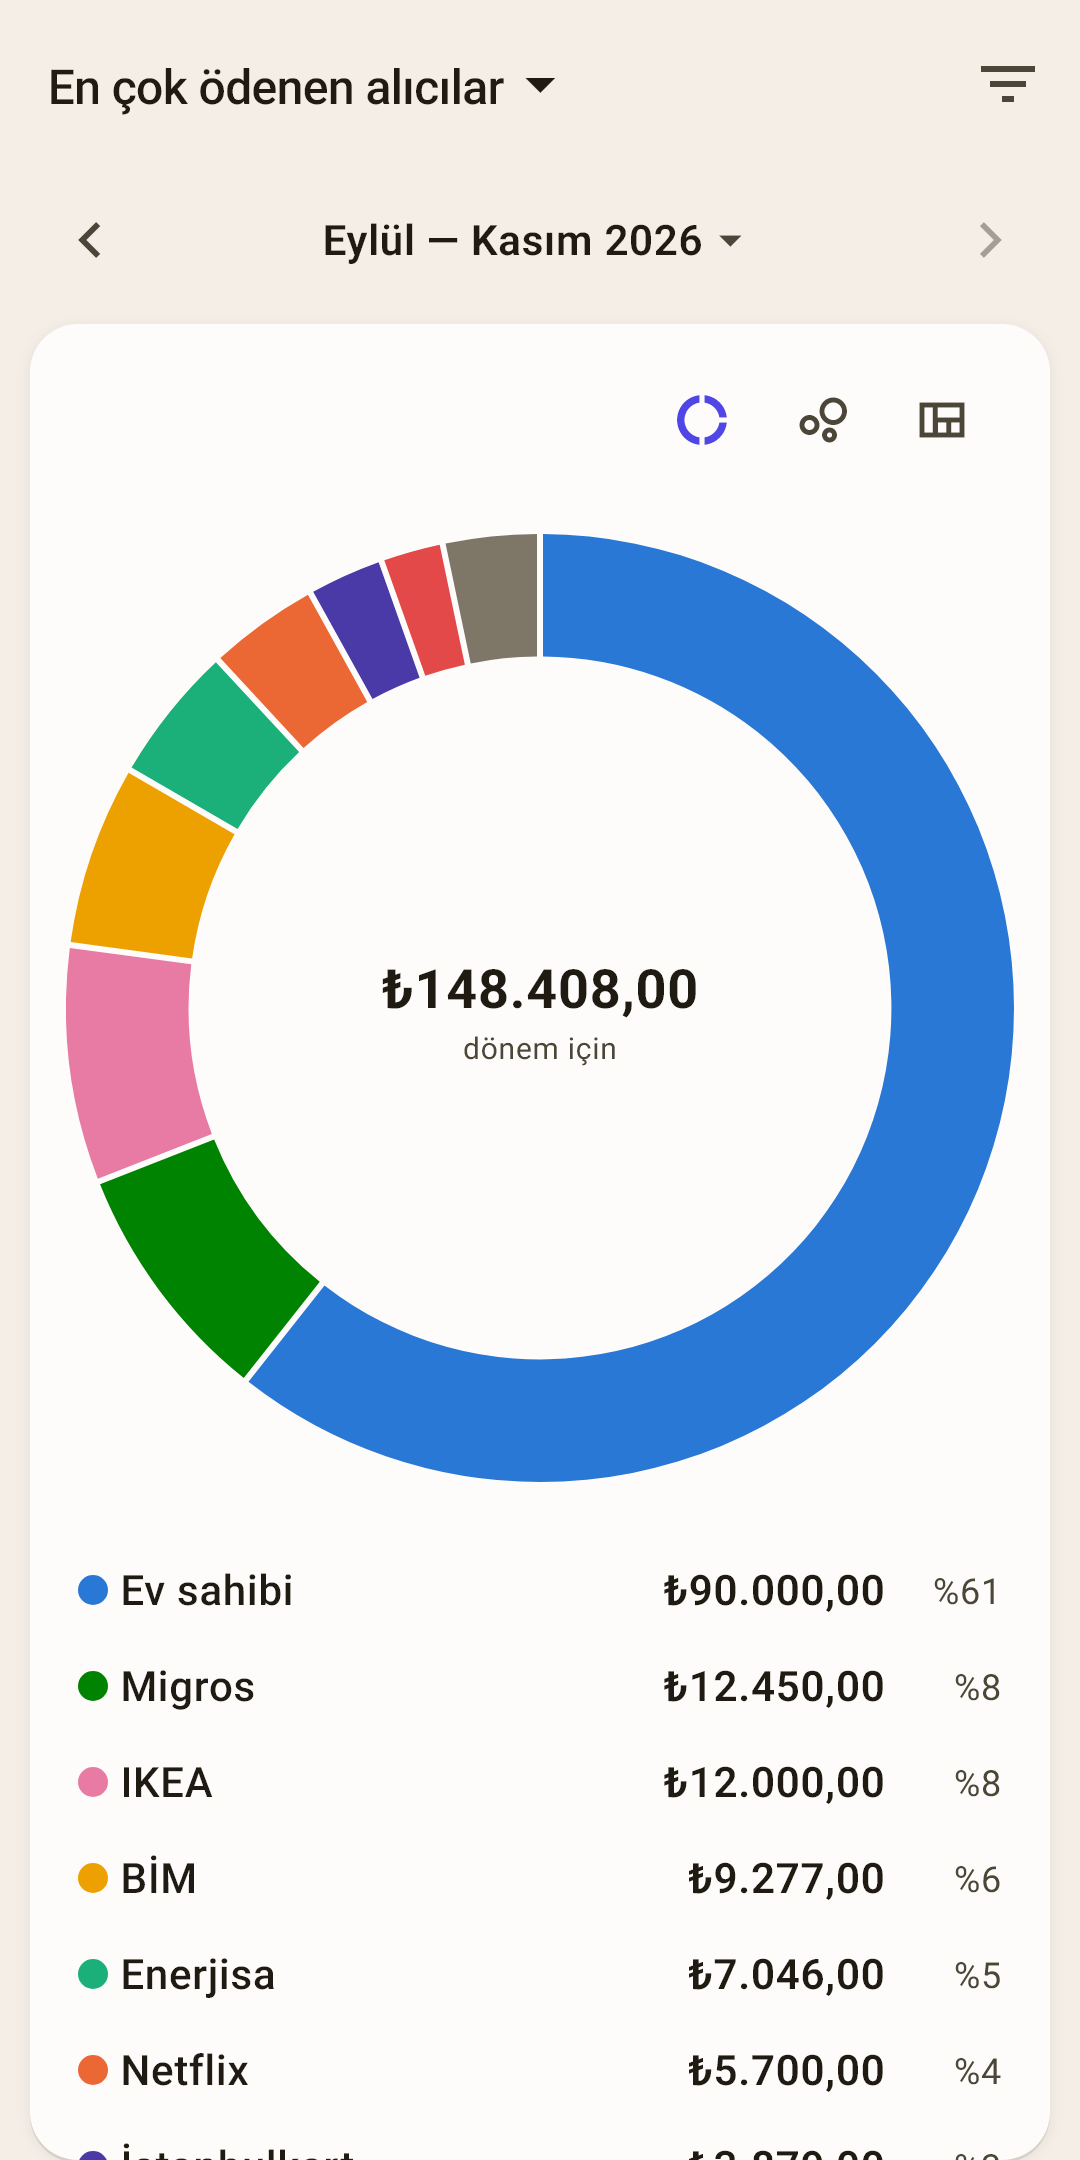 En çok ödenen alıcılar
Eylül — Kasım 2026
₺148.408,00
dönem için
Ev sahibi ₺90.000,00 %61
Migros ₺12.450,00 %8
IKEA ₺12.000,00 %8
BİM ₺9.277,00 %6
Enerjisa ₺7.046,00 %5
Netflix ₺5.700,00 %4
İstanbulkart